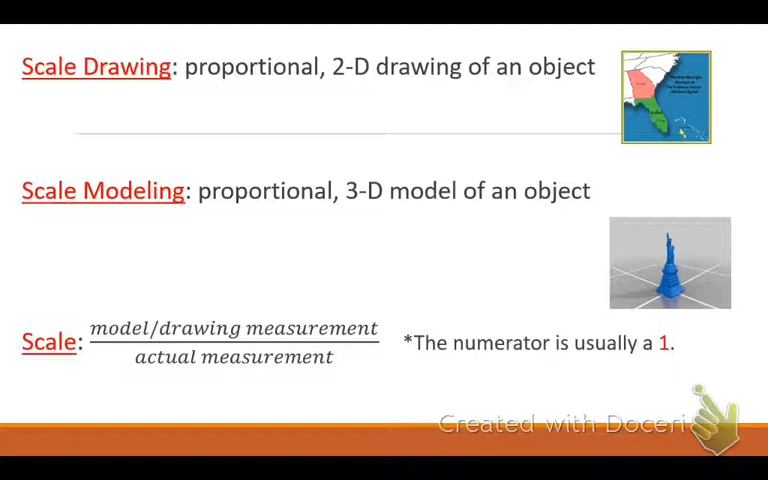 Scale Drawing: proportional, 2-D drawing of an object
Scale Modeling: proportional, 3-D model of an object
Scale: model/drawing measurement
actual measurement
*The numerator is usually a 1.
Created with Doceri